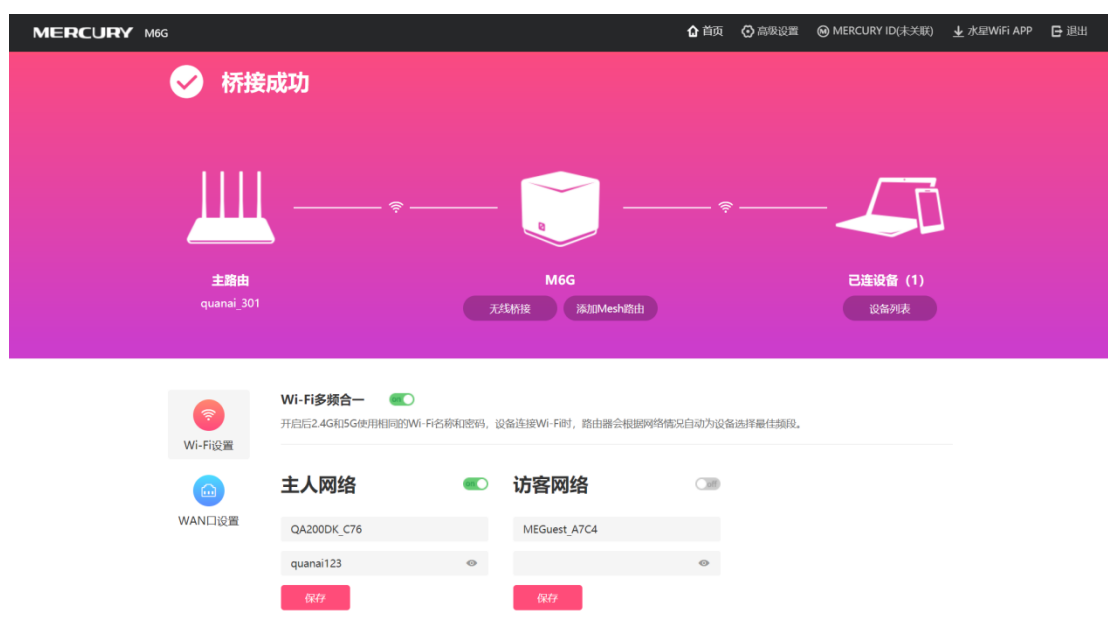 MERCURY M6G 首页 高级设置 MERCURY ID(未关联) 水星WiFi APP 退出
桥接成功
主路由 M6G 已连设备（1）
quanai_301 无线桥接 添加Mesh路由 设备列表
Wi-Fi多频合一 on
开启后2.4G和5G使用相同的Wi-Fi名称和密码，设备连接Wi-Fi时，路由器会根据网络情况自动为设备选择最佳频段。
Wi-Fi设置
主人网络 on 访客网络 off
WAN口设置
QA200DK_C76 MEGuest_A7C4
quanai123
保存 保存